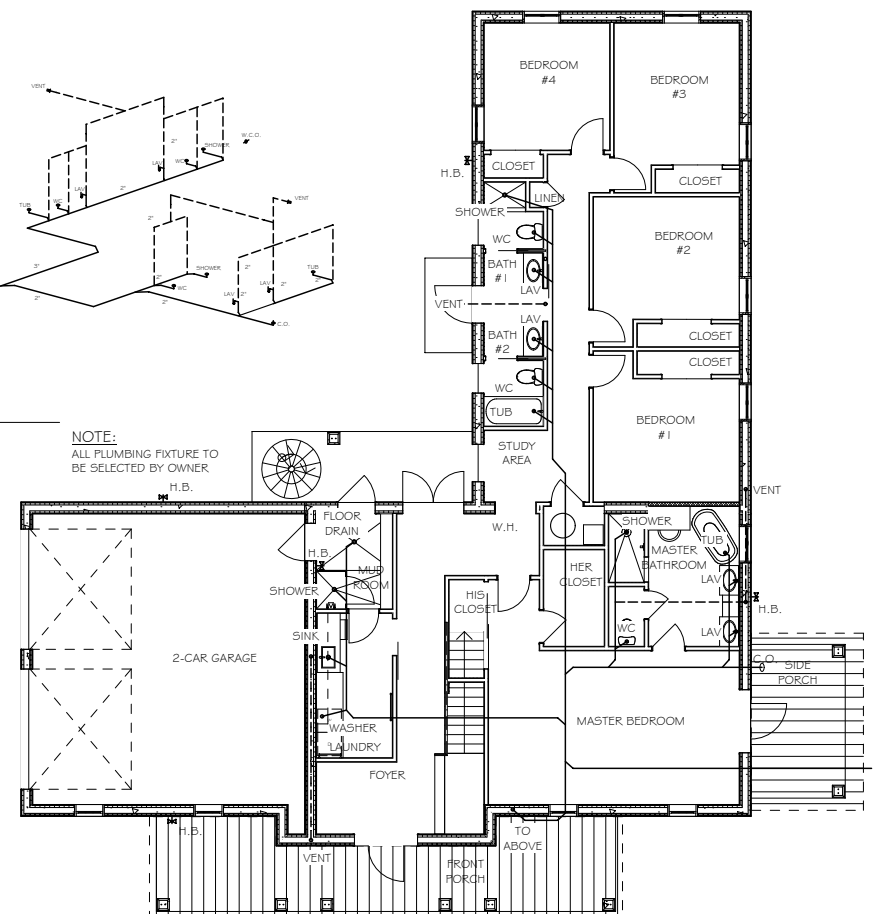 BEDROOM
#4
BEDROOM
#3
VENT
W.C.O.
2"
SHOWER
LAV
WC
2"
LAV
WC
TUB
CLOSET
H.B.
CLOSET
LINEN
SHOWER
VENT
2"
WC
BEDROOM
#2
BATH
#1
LAV
3"
2"
2"
SHOWER
WC
2"
2"
TUB
2"
LAV
LAV
2"
2"
C.O.
VENT
LAV
BATH
#2
CLOSET
CLOSET
WC
TUB
BEDROOM
#1
NOTE:
ALL PLUMBING FIXTURE TO
BE SELECTED BY OWNER
STUDY
AREA
H.B.
VENT
FLOOR
DRAIN
W.H.
SHOWER
TUB
MASTER
BATHROOM
H.B.
MUD
ROOM
HER
CLOSET
LAV
SHOWER
HIS
CLOSET
H.B.
SINK
WC
LAV
2-CAR GARAGE
C.O.
SIDE
PORCH
MASTER BEDROOM
WASHER
LAUNDRY
FOYER
H.B.
TO
ABOVE
VENT
FRONT
PORCH